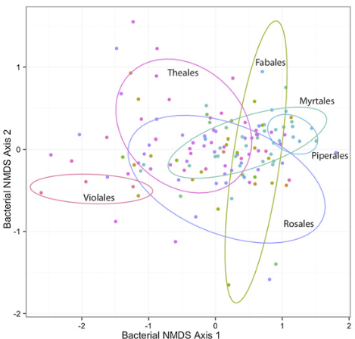 Bacterial NMDS Axis 2
1
0
-1
-2
Fabales
Theales
Myrtales
Piperales
Violales
Rosales
-2
-1
0
1
2
Bacterial NMDS Axis 1